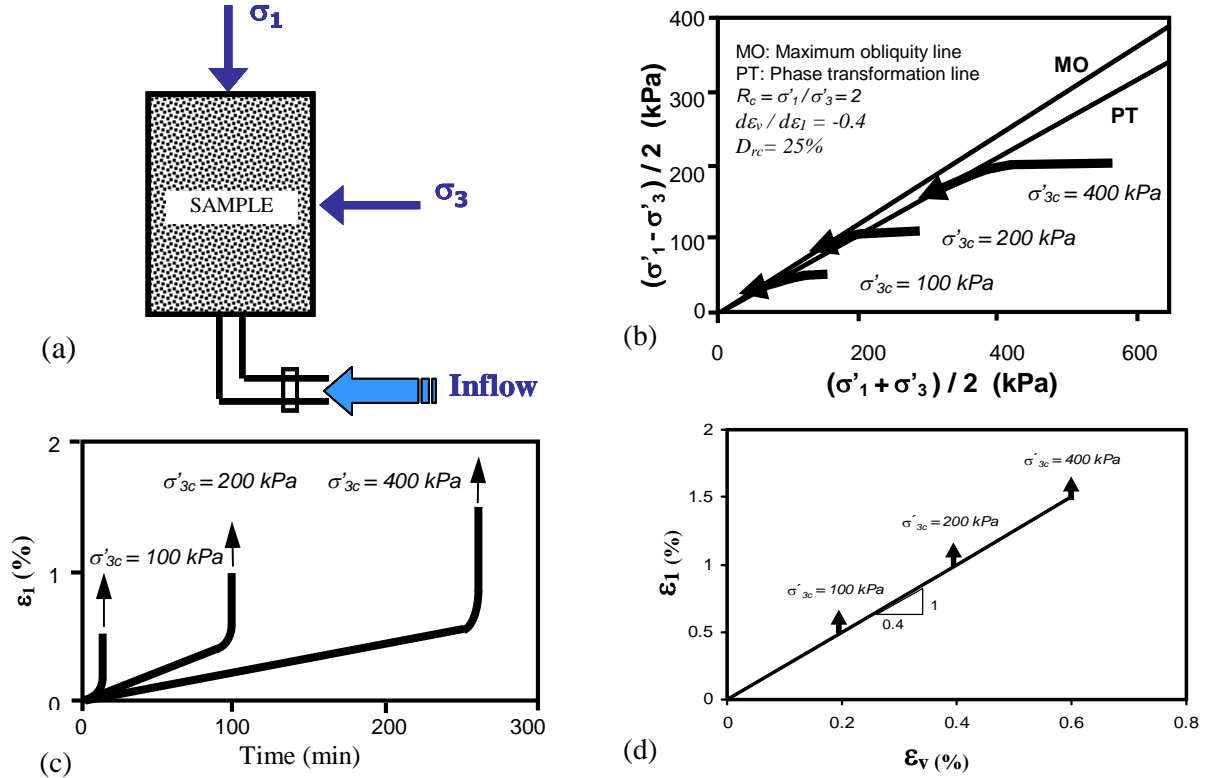 σ1
SAMPLE
σ3
Inflow
(a)
400
300
200
100
0
(σ'1 - σ'3) / 2 (kPa)
MO: Maximum obliquity line
PT: Phase transformation line
Rc = σ'1 / σ'3 = 2
dεv / dε1 = -0.4
Drc = 25%
MO
PT
σ'3c = 400 kPa
σ'3c = 200 kPa
σ'3c = 100 kPa
0 200 400 600
(σ'1 + σ'3) / 2 (kPa)
(b)
2
1
0
ε1 (%)
σ'3c = 200 kPa
σ'3c = 400 kPa
σ'3c = 100 kPa
0 100 200 300
Time (min)
(c)
2
1.5
1
0.5
0
ε1 (%)
σ'3c = 400 kPa
σ'3c = 200 kPa
σ'3c = 100 kPa
1
0.4
0 0.2 0.4 0.6 0.8
εv (%)
(d)